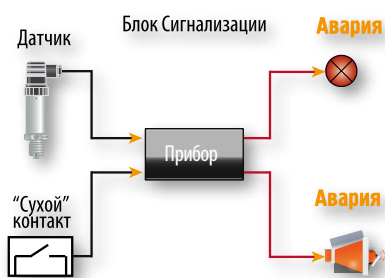 Датчик
Блок Сигнализации
Авария
Прибор
"Сухой"
контакт
Авария